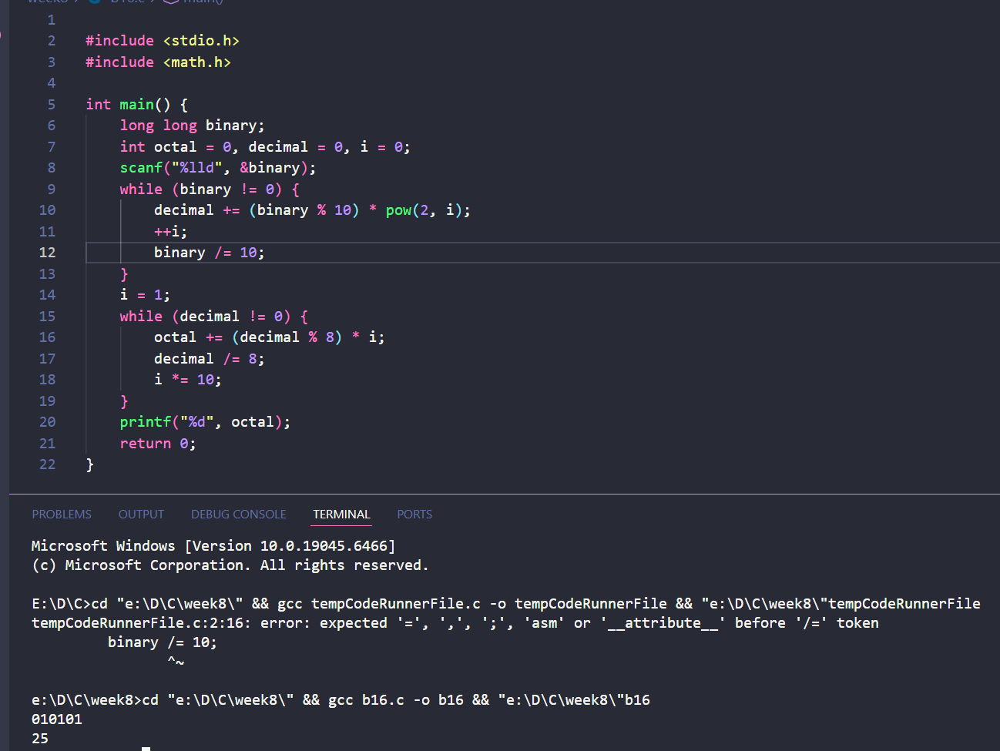 1
2 #include <stdio.h>
3 #include <math.h>
4
5 int main() {
6 long long binary;
7 int octal = 0, decimal = 0, i = 0;
8 scanf("%lld", &binary);
9 while (binary != 0) {
10 decimal += (binary % 10) * pow(2, i);
11 ++i;
12 binary /= 10;
13 }
14 i = 1;
15 while (decimal != 0) {
16 octal += (decimal % 8) * i;
17 decimal /= 8;
18 i *= 10;
19 }
20 printf("%d", octal);
21 return 0;
22 }
PROBLEMS OUTPUT DEBUG CONSOLE TERMINAL PORTS
Microsoft Windows [Version 10.0.19045.6466]
(c) Microsoft Corporation. All rights reserved.
E:\D\C>cd "e:\D\C\week8\" && gcc tempCodeRunnerFile.c -o tempCodeRunnerFile && "e:\D\C\week8\"tempCodeRunnerFile
tempCodeRunnerFile.c:2:16: error: expected '=', ',', ';', 'asm' or '__attribute__' before '/=' token
binary /= 10;
^~
e:\D\C\week8>cd "e:\D\C\week8\" && gcc b16.c -o b16 && "e:\D\C\week8\"b16
010101
25